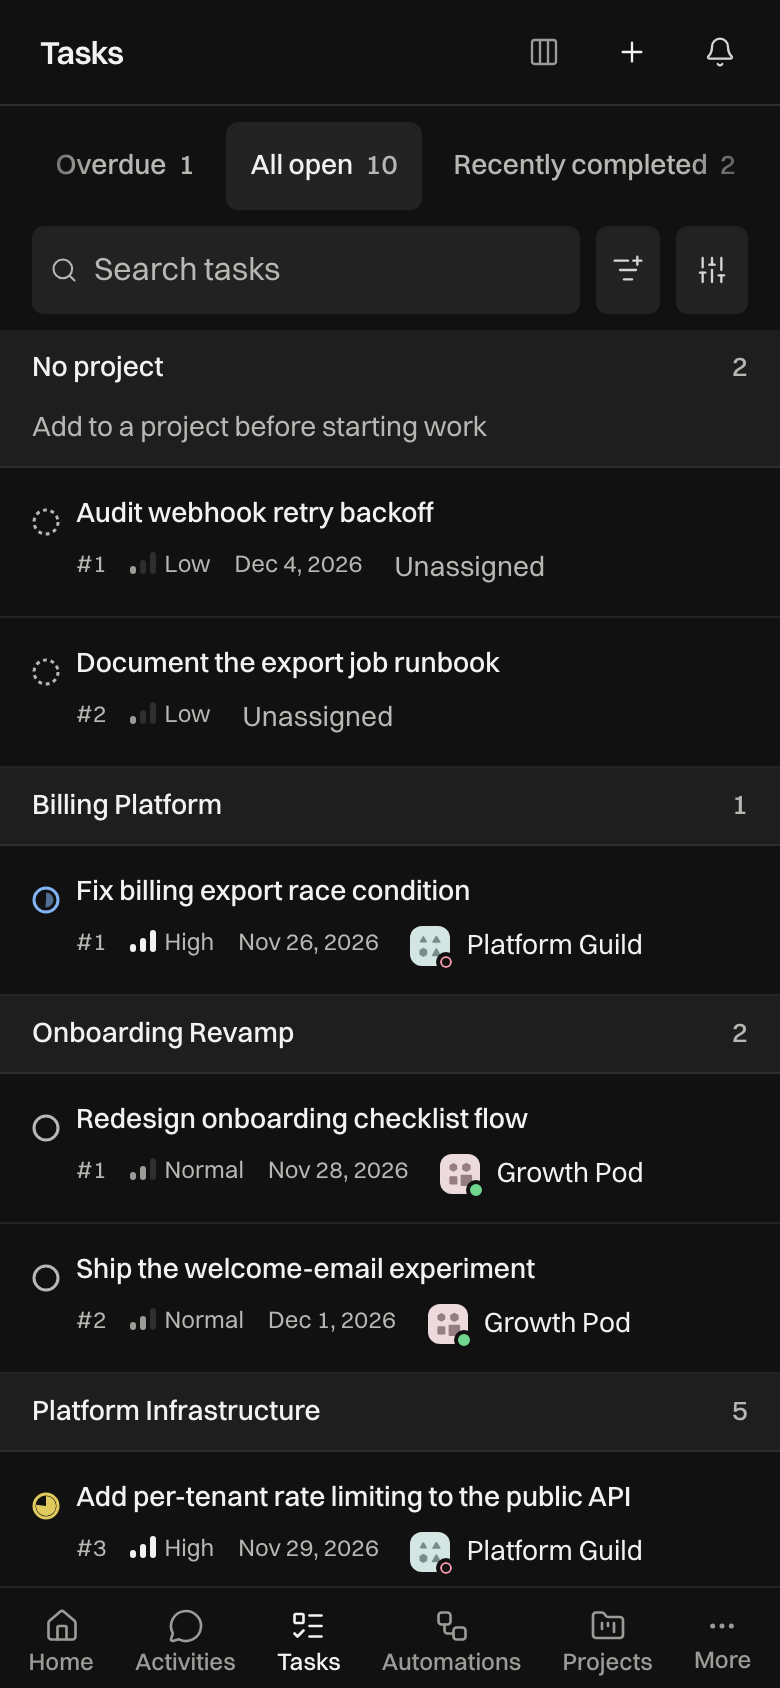 Tasks
Overdue 1 All open 10 Recently completed 2
Search tasks
No project 2
Add to a project before starting work
Audit webhook retry backoff
#1 Low Dec 4, 2026 Unassigned
Document the export job runbook
#2 Low Unassigned
Billing Platform 1
Fix billing export race condition
#1 High Nov 26, 2026 Platform Guild
Onboarding Revamp 2
Redesign onboarding checklist flow
#1 Normal Nov 28, 2026 Growth Pod
Ship the welcome-email experiment
#2 Normal Dec 1, 2026 Growth Pod
Platform Infrastructure 5
Add per-tenant rate limiting to the public API
#3 High Nov 29, 2026 Platform Guild
Home Activities Tasks Automations Projects More